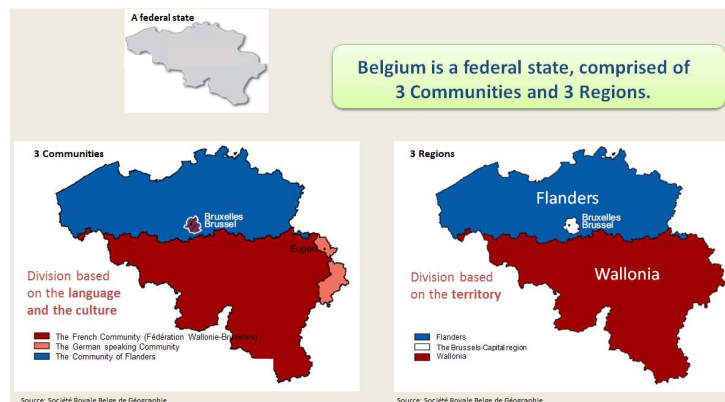 A federal state
Belgium is a federal state, comprised of
3 Communities and 3 Regions.
3 Communities
Bruxelles
Brussel
Eupen
Division based
on the language
and the culture
The French Community (Fédération Wallonie-Bruxelles)
The German speaking Community
The Community of Flanders
Source: Société Royale Belge de Géographie
3 Regions
Flanders
Bruxelles
Brussel
Wallonia
Division based
on the territory
Flanders
The Brussels-Capital region
Wallonia
Source: Société Royale Belge de Géographie